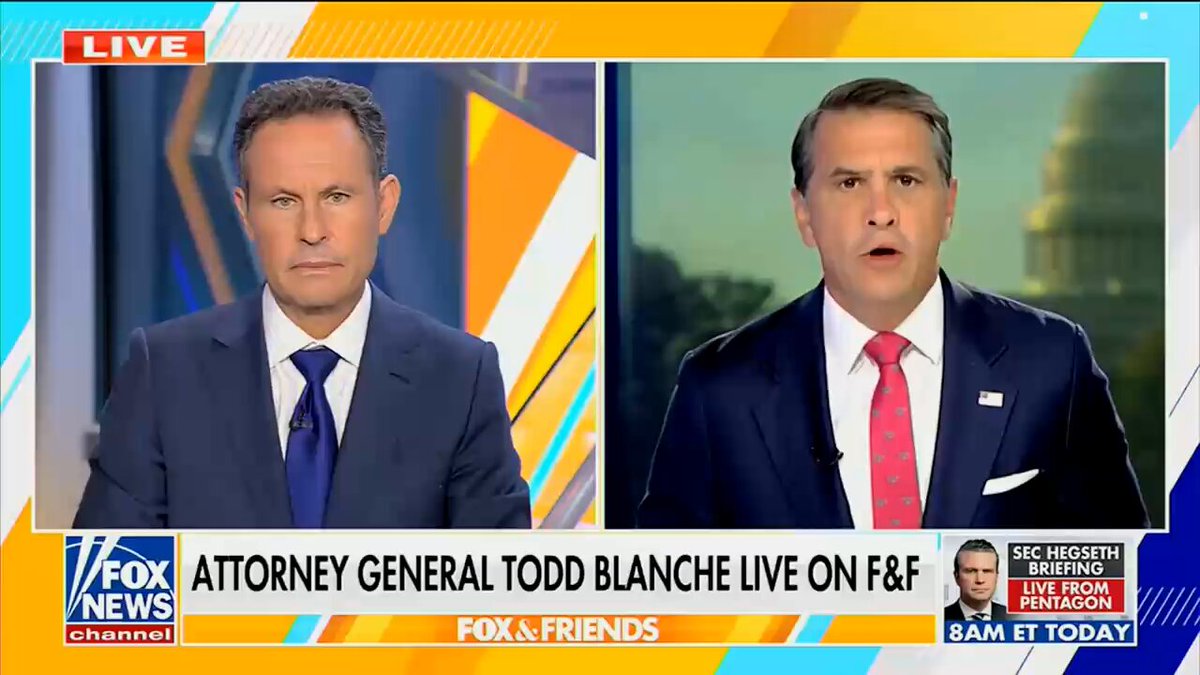 LIVE
FOX
NEWS
channel
ATTORNEY GENERAL TODD BLANCHE LIVE ON F&F
FOX&FRIENDS
SEC HEGSETH
BRIEFING
LIVE FROM
PENTAGON
8AM ET TODAY